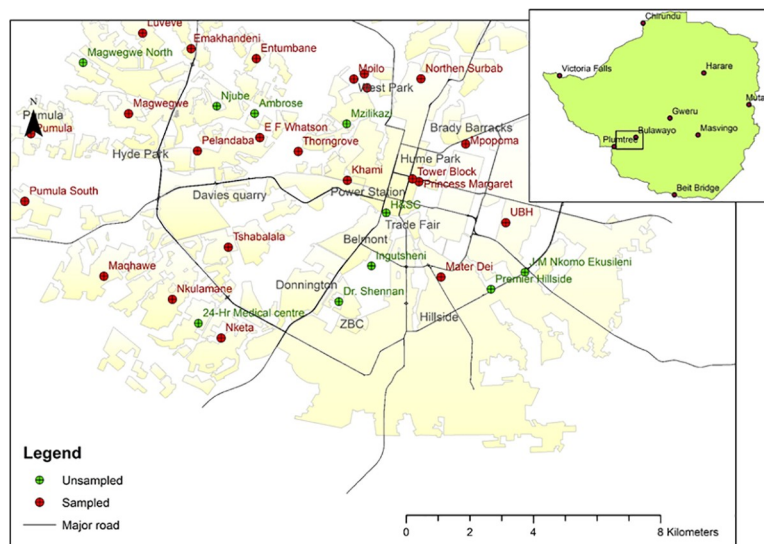 Luveve
Emakhandeni
Entumbane
Magwegwe North
Mpilo
Northen Surbab
West Park
Njube
Ambrose
Magwegwe
Mzilikazi
N
Pumula
Pumula
E F Whatson
Brady Barracks
Mpopoma
Hyde Park
Pelandaba
Thorngrove
Hume Park
Khami
Tower Block
Princess Margaret
Davies quarry
Power Station
Pumula South
H&SC
Trade Fair
UBH
Belmont
Tshabalala
Ingutsheni
J M Nkomo Ekusileni
Maqhawe
Mater Dei
Premier Hillside
Donnington
Dr. Shennan
Nkulamane
24-Hr Medical centre
ZBC
Hillside
Nketa
Chirundu
Victoria Falls
Harare
Muta
Gweru
Bulawayo
Masvingo
Plumtree
Beit Bridge
Legend
Unsampled
Sampled
Major road
0 2 4 8 Kilometers